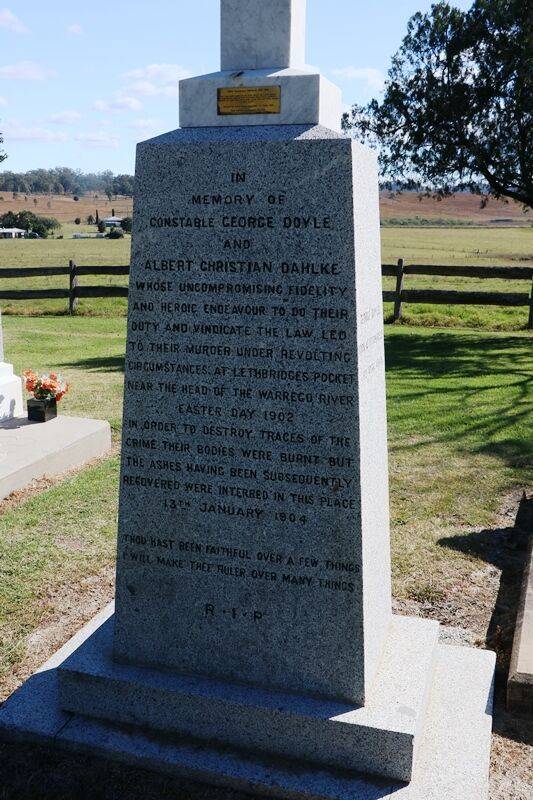 IN
MEMORY OF
CONSTABLE GEORGE DOYLE
AND
ALBERT CHRISTIAN DAHLKE
WHOSE UNCOMPROMISING FIDELITY
AND HEROIC ENDEAVOUR TO DO THEIR
DUTY AND VINDICATE THE LAW, LED
TO THEIR MURDER UNDER REVOLTING
CIRCUMSTANCES, AT LETHBRIDGES POCKET
NEAR THE HEAD OF THE WARREGO RIVER
EASTER DAY 1902
IN ORDER TO DESTROY TRACES OF THE
CRIME THEIR BODIES WERE BURNT BUT
THE ASHES HAVING BEEN SUBSEQUENTLY
RECOVERED WERE INTERRED IN THIS PLACE
13TH JANUARY 1904
THOU HAST BEEN FAITHFUL OVER A FEW THINGS
I WILL MAKE THEE RULER OVER MANY THINGS
R·I·P